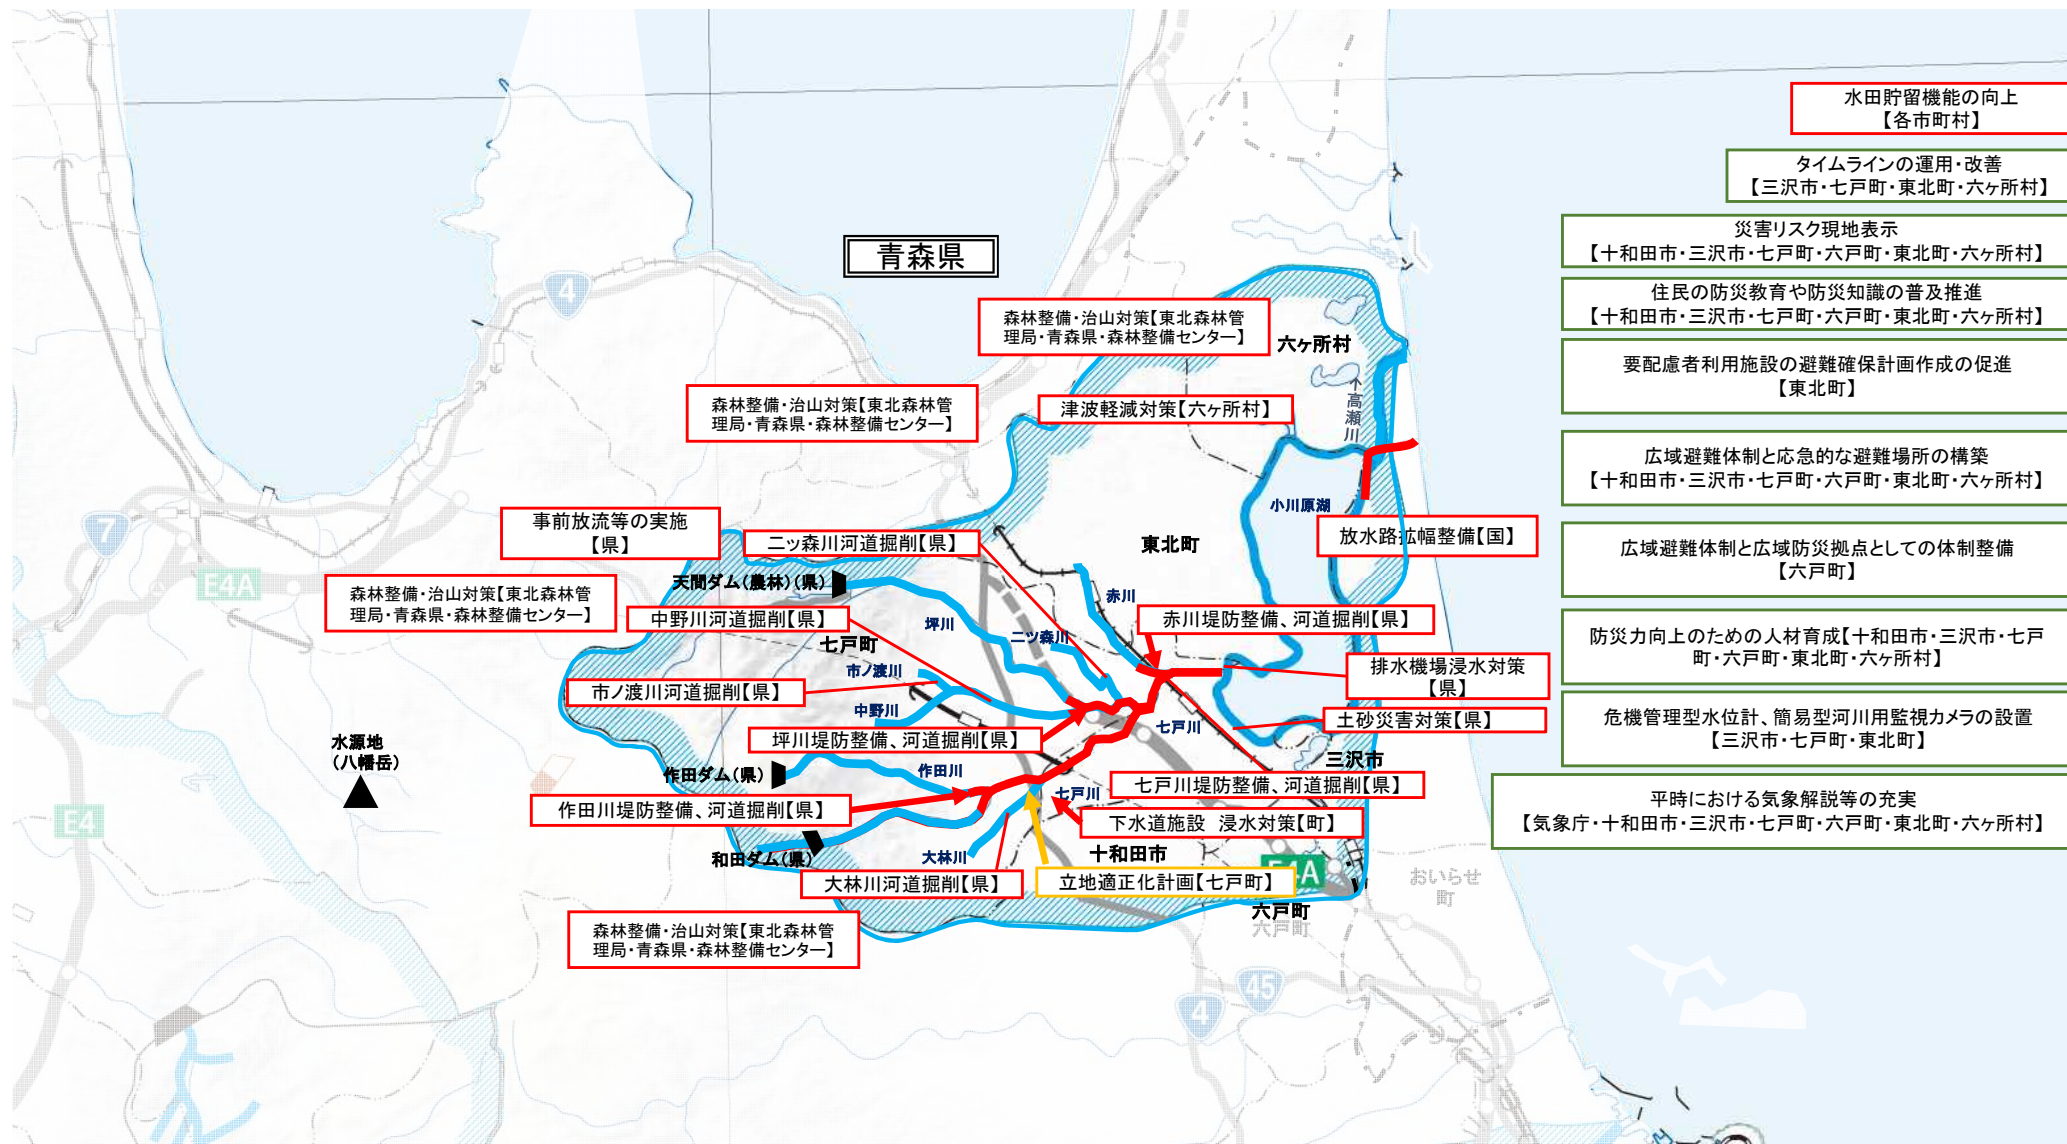 水田貯留機能の向上
【各市町村】
タイムラインの運用・改善
【三沢市・七戸町・東北町・六ヶ所村】
災害リスク現地表示
【十和田市・三沢市・七戸町・六戸町・東北町・六ヶ所村】
住民の防災教育や防災知識の普及推進
【十和田市・三沢市・七戸町・六戸町・東北町・六ヶ所村】
要配慮者利用施設の避難確保計画作成の促進
【東北町】
広域避難体制と応急的な避難場所の構築
【十和田市・三沢市・七戸町・六戸町・東北町・六ヶ所村】
広域避難体制と広域防災拠点としての体制整備
【六戸町】
防災力向上のための人材育成【十和田市・三沢市・七戸
町・六戸町・東北町・六ヶ所村】
危機管理型水位計、簡易型河川用監視カメラの設置
【三沢市・七戸町・東北町】
平時における気象解説等の充実
【気象庁・十和田市・三沢市・七戸町・六戸町・東北町・六ヶ所村】
青森県
4
森林整備・治山対策【東北森林管
理局・青森県・森林整備センター】
六ヶ所村
森林整備・治山対策【東北森林管
理局・青森県・森林整備センター】
津波軽減対策【六ヶ所村】
↑高瀬川
小川原湖
事前放流等の実施
【県】
7
二ッ森川河道掘削【県】
東北町
放水路拡幅整備【国】
E4A
天間ダム(農林)(県)
森林整備・治山対策【東北森林管
理局・青森県・森林整備センター】
中野川河道掘削【県】
坪川
赤川
二ツ森川
赤川堤防整備、河道掘削【県】
七戸町
市ノ渡川
市ノ渡川河道掘削【県】
排水機場浸水対策
【県】
中野川
七戸川
土砂災害対策【県】
坪川堤防整備、河道掘削【県】
水源地
(八幡岳)
三沢市
作田ダム(県)
作田川
七戸川堤防整備、河道掘削【県】
七戸川
作田川堤防整備、河道掘削【県】
下水道施設 浸水対策【町】
E4
和田ダム(県)
大林川
十和田市
大林川河道掘削【県】
立地適正化計画【七戸町】
E4A
おいらせ
町
六戸町
六戸町
森林整備・治山対策【東北森林管
理局・青森県・森林整備センター】
45
4